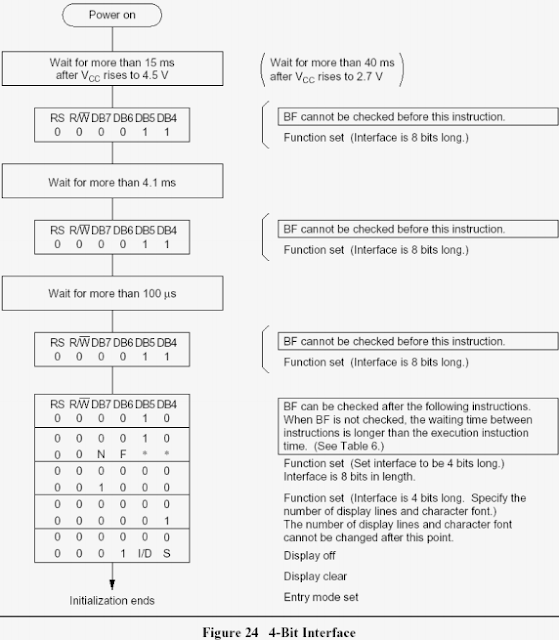 Power on
Wait for more than 15 ms
after VCC rises to 4.5 V
Wait for more than 40 ms
after VCC rises to 2.7 V
RS R/W DB7 DB6 DB5 DB4
0 0 0 0 1 1
BF cannot be checked before this instruction.
Function set (Interface is 8 bits long.)
Wait for more than 4.1 ms
RS R/W DB7 DB6 DB5 DB4
0 0 0 0 1 1
BF cannot be checked before this instruction.
Function set (Interface is 8 bits long.)
Wait for more than 100 µs
RS R/W DB7 DB6 DB5 DB4
0 0 0 0 1 1
BF cannot be checked before this instruction.
Function set (Interface is 8 bits long.)
RS R/W DB7 DB6 DB5 DB4
0 0 0 0 1 0
0 0 0 0 1 0
0 0 N F * *
0 0 0 0 0 0
0 0 1 0 0 0
0 0 0 0 0 0
0 0 0 0 0 1
0 0 0 0 0 0
0 0 0 1 I/D S
Initialization ends
BF can be checked after the following instructions.
When BF is not checked, the waiting time between
instructions is longer than the execution instuction
time. (See Table 6.)
Function set (Set interface to be 4 bits long.)
Interface is 8 bits in length.
Function set (Interface is 4 bits long. Specify the
number of display lines and character font.)
The number of display lines and character font
cannot be changed after this point.
Display off
Display clear
Entry mode set
Figure 24 4-Bit Interface